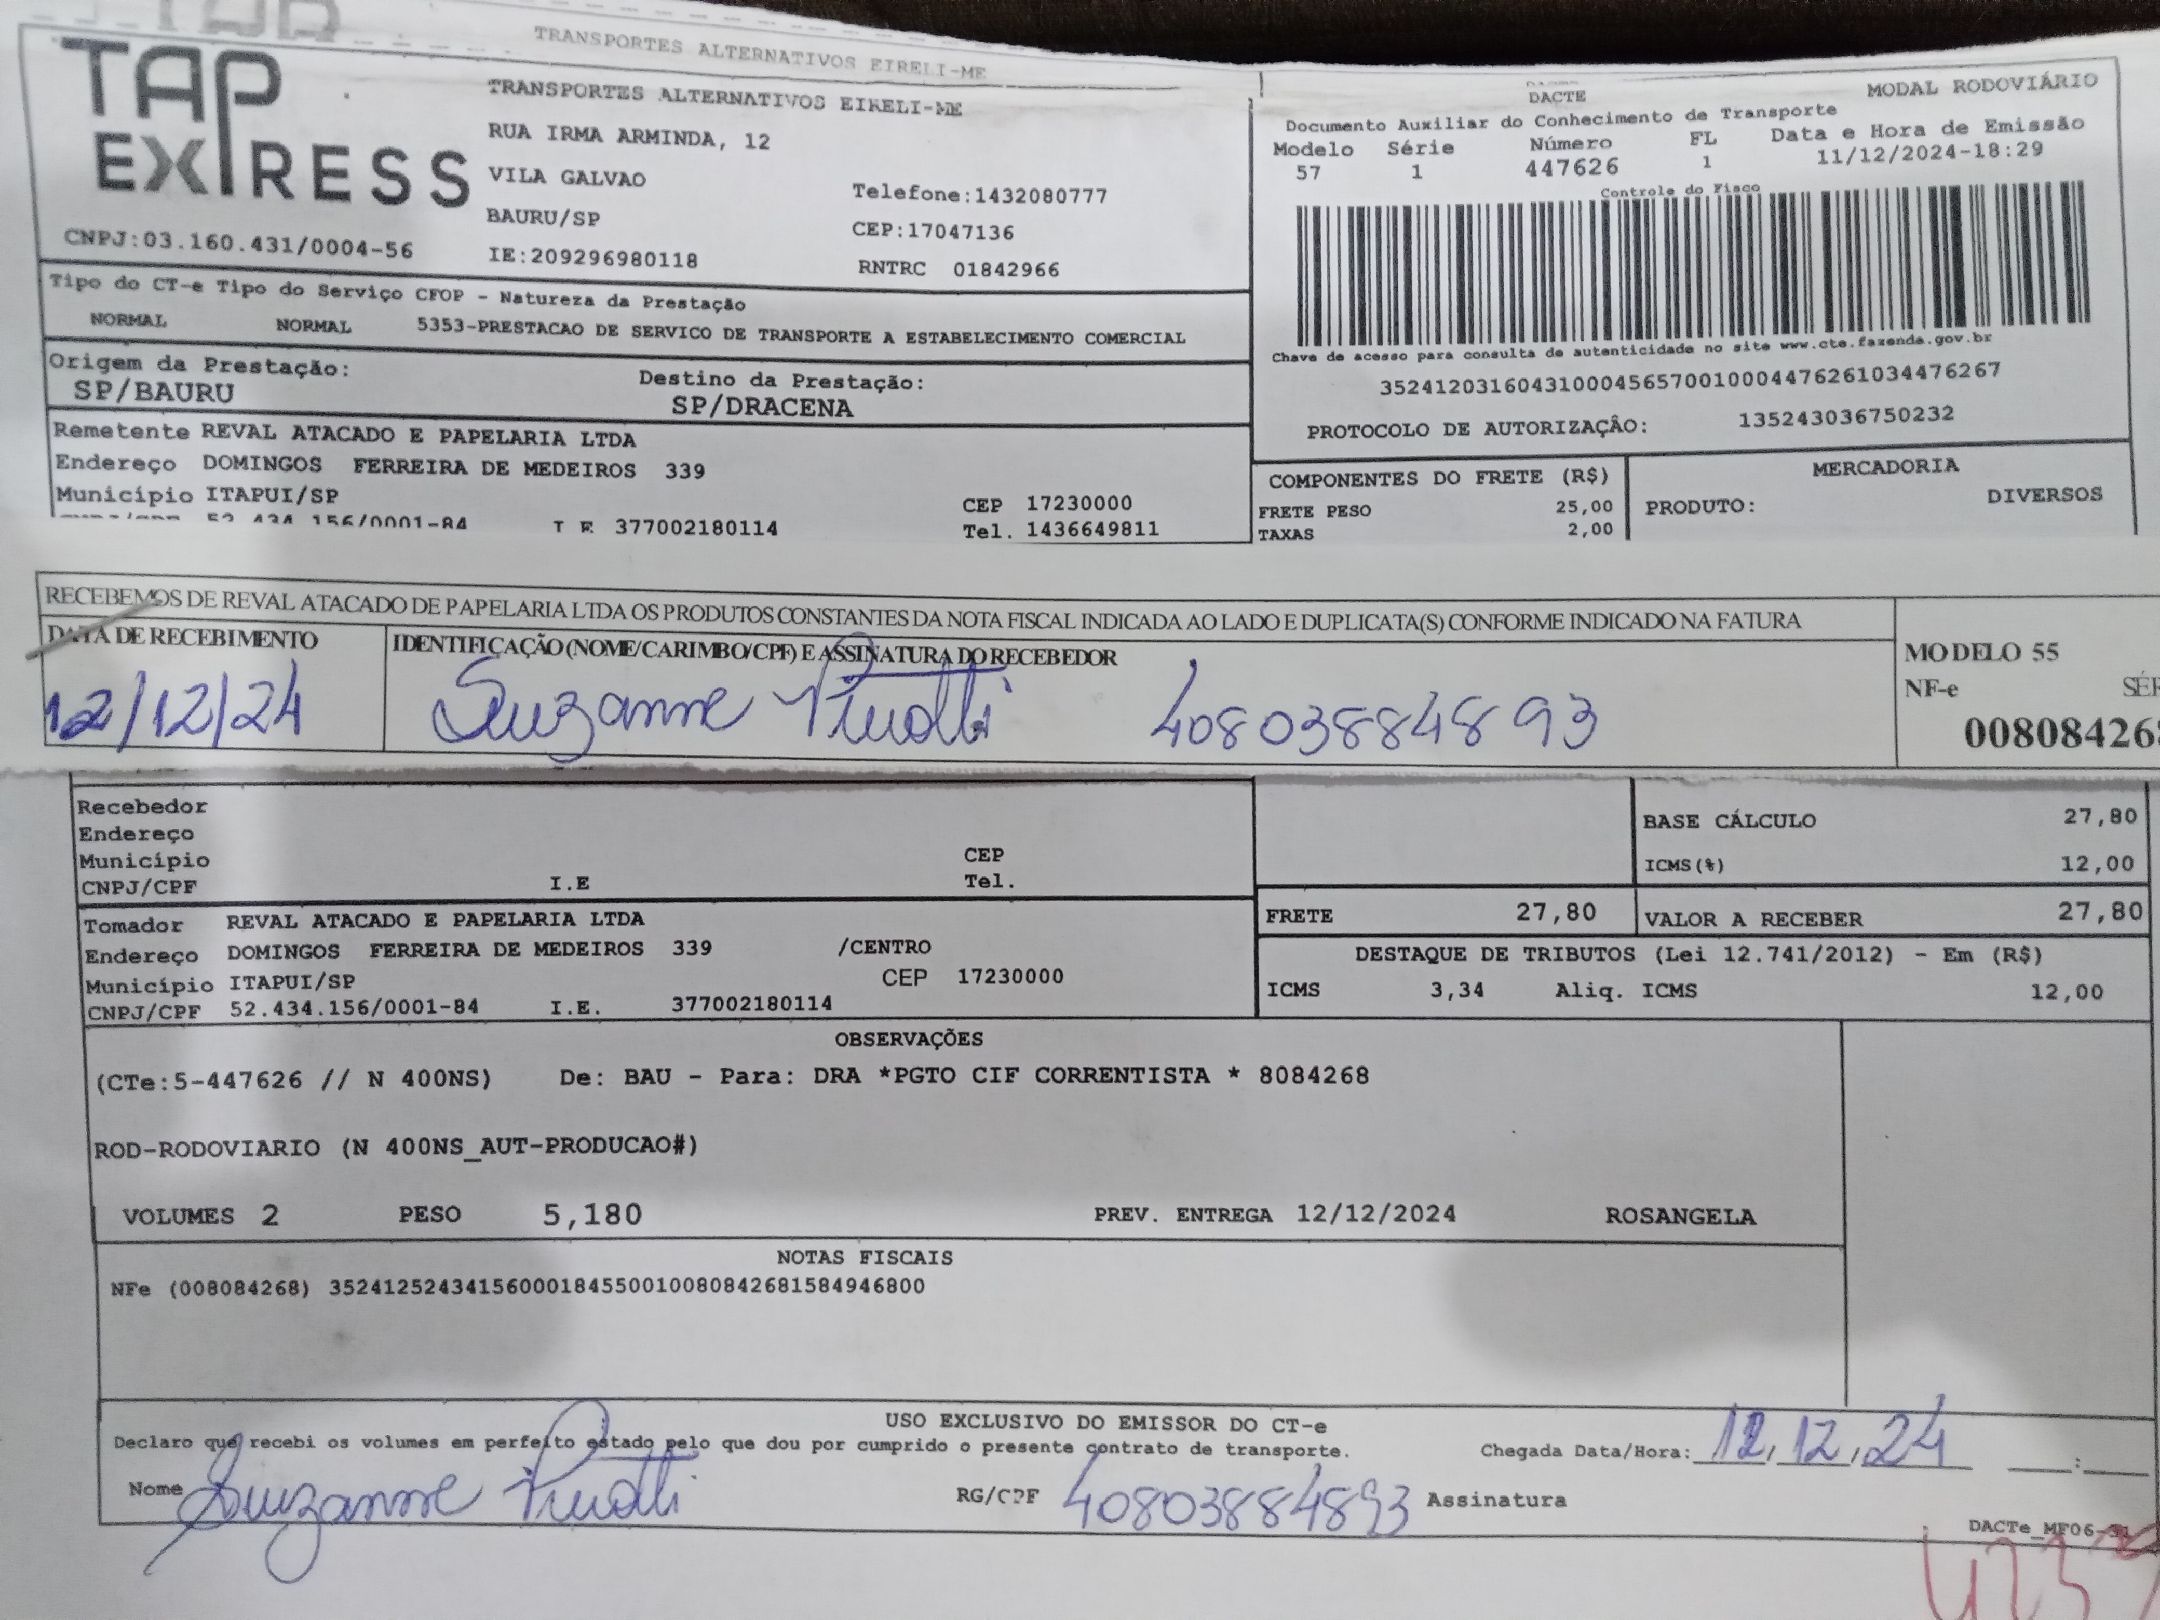 TRANSPORTES ALTERNATIVOS EIRELI-ME
TAP EXPRESS
TRANSPORTES ALTERNATIVOS EIRELI-ME
RUA IRMA ARMINDA, 12
VILA GALVAO
Telefone:1432080777
BAURU/SP
CEP:17047136
CNPJ:03.160.431/0004-56
IE:209296980118
RNTRC 01842966
DACTE
MODAL RODOVIÁRIO
Documento Auxiliar do Conhecimento de Transporte
Modelo Série Número FL Data e Hora de Emissão
57 1 447626 1 11/12/2024-18:29
Controle do Fisco
Chave de acesso para consulta de autenticidade no site www.cte.fazenda.gov.br
35241203160431000456570010004476261034476267
PROTOCOLO DE AUTORIZAÇÂO: 135243036750232
Tipo do CT-e Tipo do Serviço CFOP - Natureza da Prestação
NORMAL NORMAL 5353-PRESTACAO DE SERVICO DE TRANSPORTE A ESTABELECIMENTO COMERCIAL
Origem da Prestação: Destino da Prestação:
SP/BAURU SP/DRACENA
Remetente REVAL ATACADO E PAPELARIA LTDA
Endereço DOMINGOS FERREIRA DE MEDEIROS 339
Município ITAPUI/SP CEP 17230000
52.434.156/0001-84 377002180114 Tel. 1436649811
COMPONENTES DO FRETE (R$)
FRETE PESO 25,00
TAXAS 2,00
MERCADORIA
PRODUTO: DIVERSOS
RECEBEMOS DE REVAL ATACADO DE PAPELARIA LTDA OS PRODUTOS CONSTANTES DA NOTA FISCAL INDICADA AO LADO E DUPLICATA(S) CONFORME INDICADO NA FATURA
DATA DE RECEBIMENTO IDENTIFICAÇÃO (NOME/CARIMBO/CPF) E ASSINATURA DO RECEBEDOR
12/12/24 Suzanne 40803884893
MODELO 55
NF-e
00808426
Recebedor
Endereço
Município CEP
CNPJ/CPF I.E Tel.
BASE CÁLCULO 27,80
ICMS(%) 12,00
Tomador REVAL ATACADO E PAPELARIA LTDA
Endereço DOMINGOS FERREIRA DE MEDEIROS 339 /CENTRO
Município ITAPUI/SP CEP 17230000
CNPJ/CPF 52.434.156/0001-84 I.E. 377002180114
FRETE 27,80 VALOR A RECEBER 27,80
DESTAQUE DE TRIBUTOS (Lei 12.741/2012) - Em (R$)
ICMS 3,34 Aliq. ICMS 12,00
OBSERVAÇÕES
(CTe:5-447626 // N 400NS) De: BAU - Para: DRA *PGTO CIF CORRENTISTA * 8084268
ROD-RODOVIARIO (N 400NS_AUT-PRODUCAO#)
VOLUMES 2 PESO 5,180 PREV. ENTREGA 12/12/2024 ROSANGELA
NOTAS FISCAIS
NFe (008084268) 35241252434156000184550010080842681584946800
USO EXCLUSIVO DO EMISSOR DO CT-e
Declaro que recebi os volumes em perfeito estado pelo que dou por cumprido o presente contrato de transporte. Chegada Data/Hora: 12,12,24 :
Nome Suzanne RG/CPF 40803884893 Assinatura